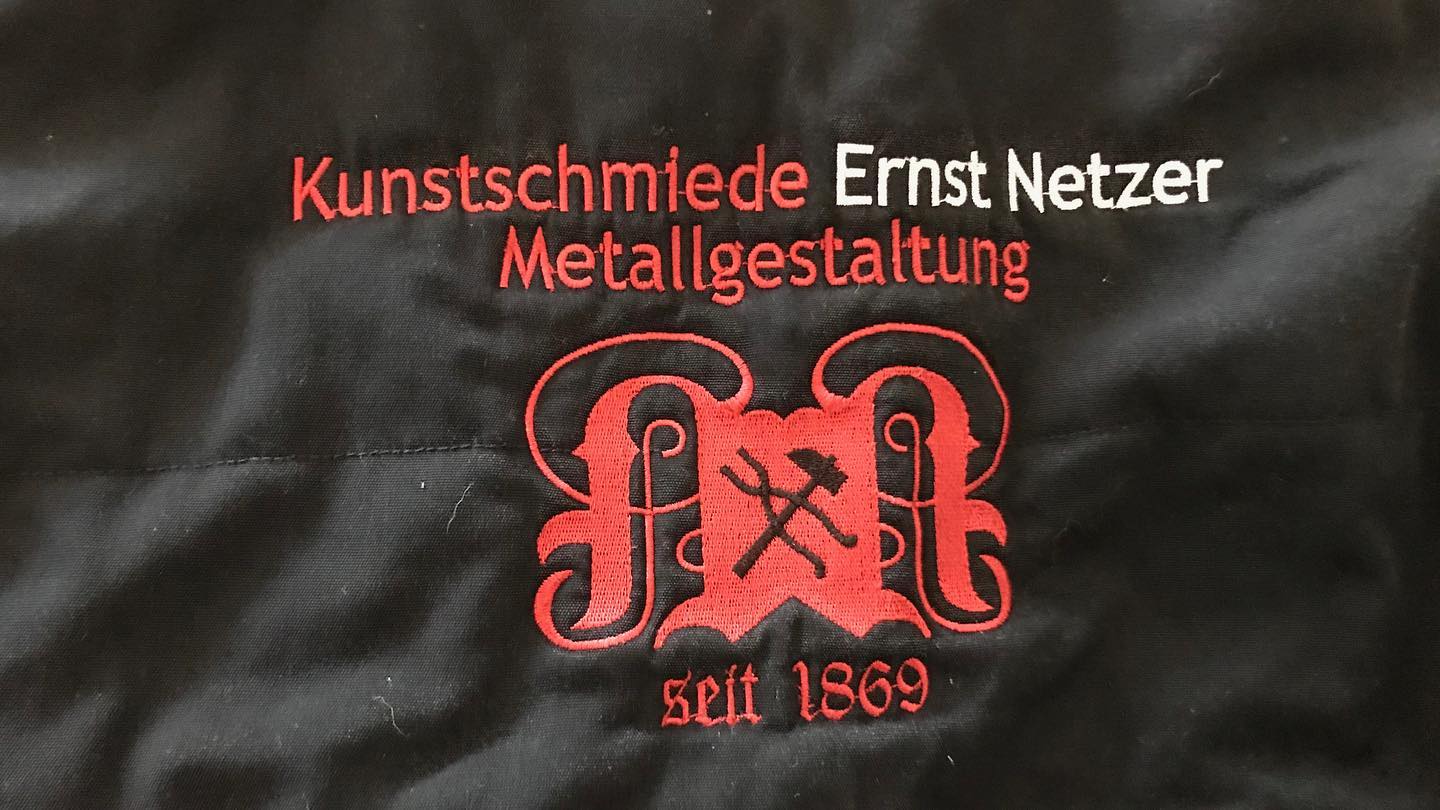 Kunstschmiede Ernst Netzer
Metallgestaltung
seit 1869